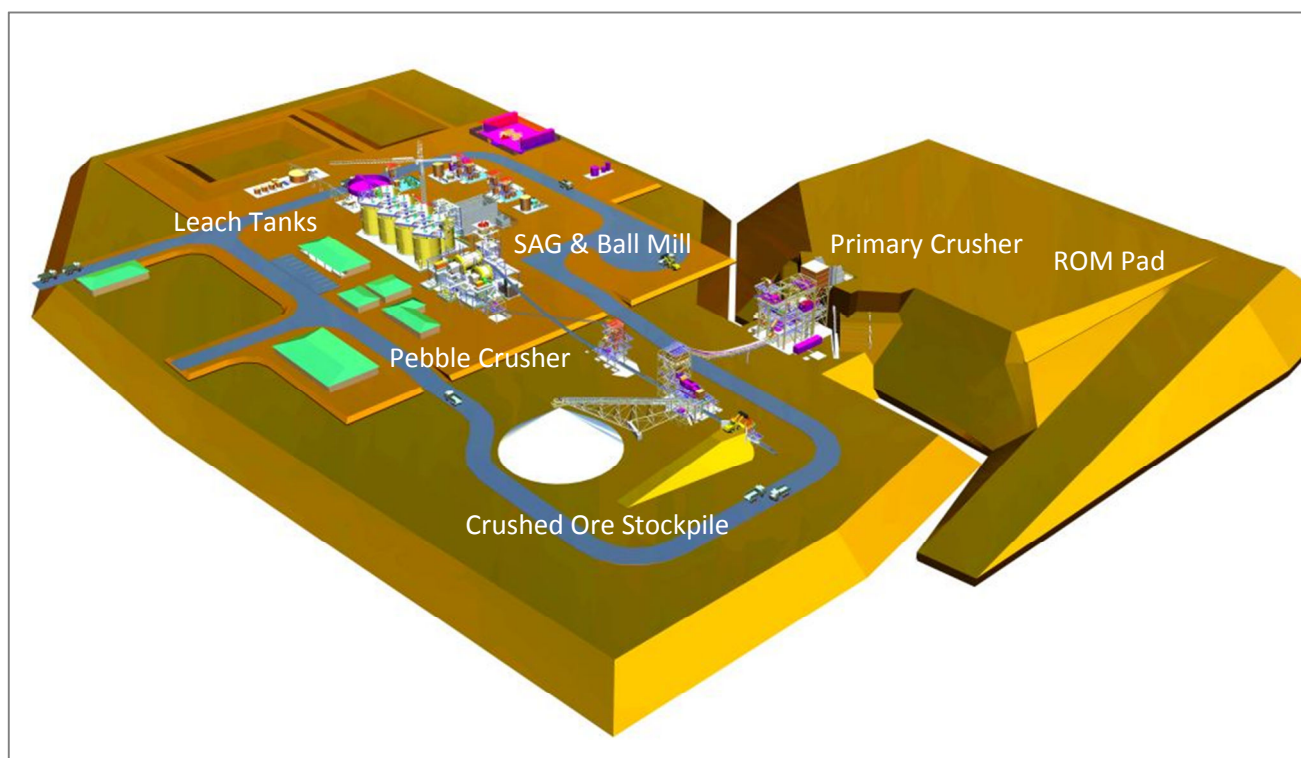 Leach Tanks
SAG & Ball Mill
Primary Crusher
ROM Pad
Pebble Crusher
Crushed Ore Stockpile